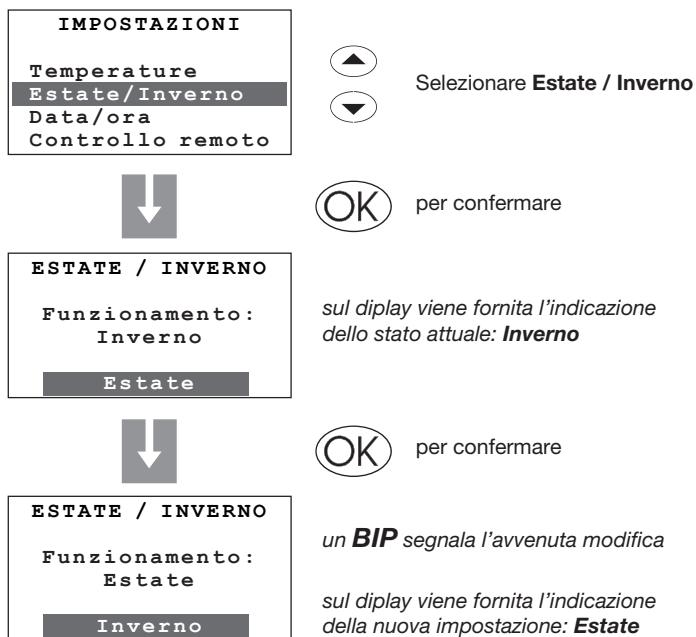 IMPOSTAZIONI
Temperature
Estate/Inverno
Data/ora
Controllo remoto
Selezionare Estate / Inverno
OK
per confermare
ESTATE / INVERNO
Funzionamento:
Inverno
Estate
sul diplay viene fornita l’indicazione
dello stato attuale: Inverno
OK
per confermare
ESTATE / INVERNO
Funzionamento:
Estate
Inverno
un BIP segnala l’avvenuta modifica
sul diplay viene fornita l’indicazione
della nuova impostazione: Estate